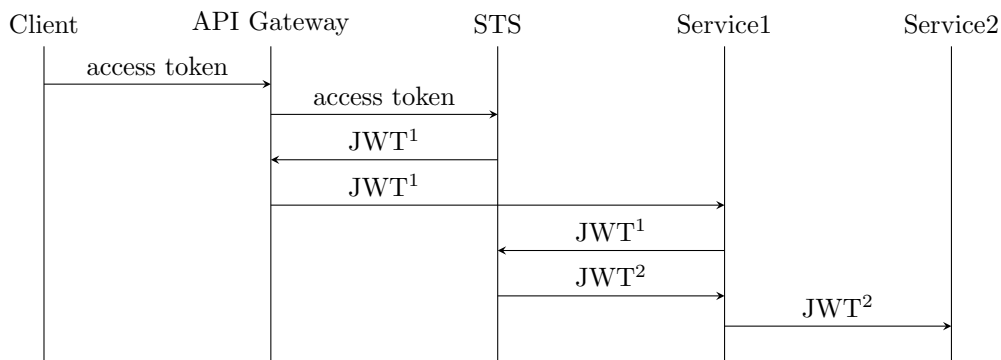 Client API Gateway STS Service1 Service2
access token
access token
JWT¹
JWT¹
JWT¹
JWT²
JWT²